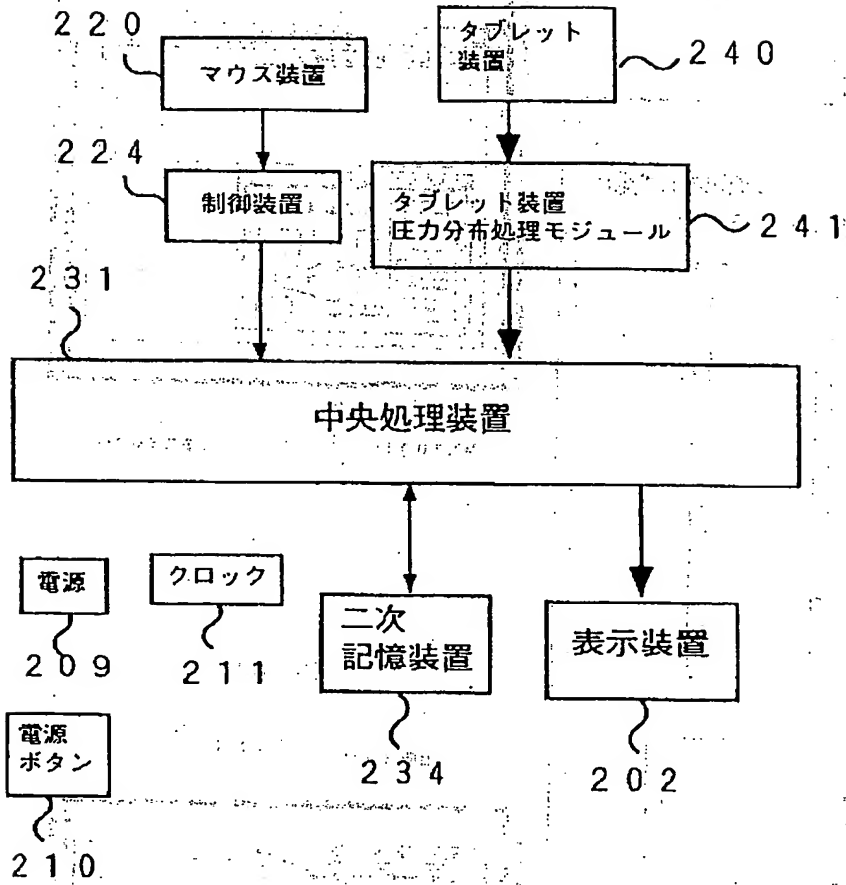 220
マウス装置
タブレット
装置
240
224
制御装置
タブレット装置
圧力分布処理モジュール
241
231
中央処理装置
電源
209
クロック
211
二次
記憶装置
234
表示装置
202
電源
ボタン
210